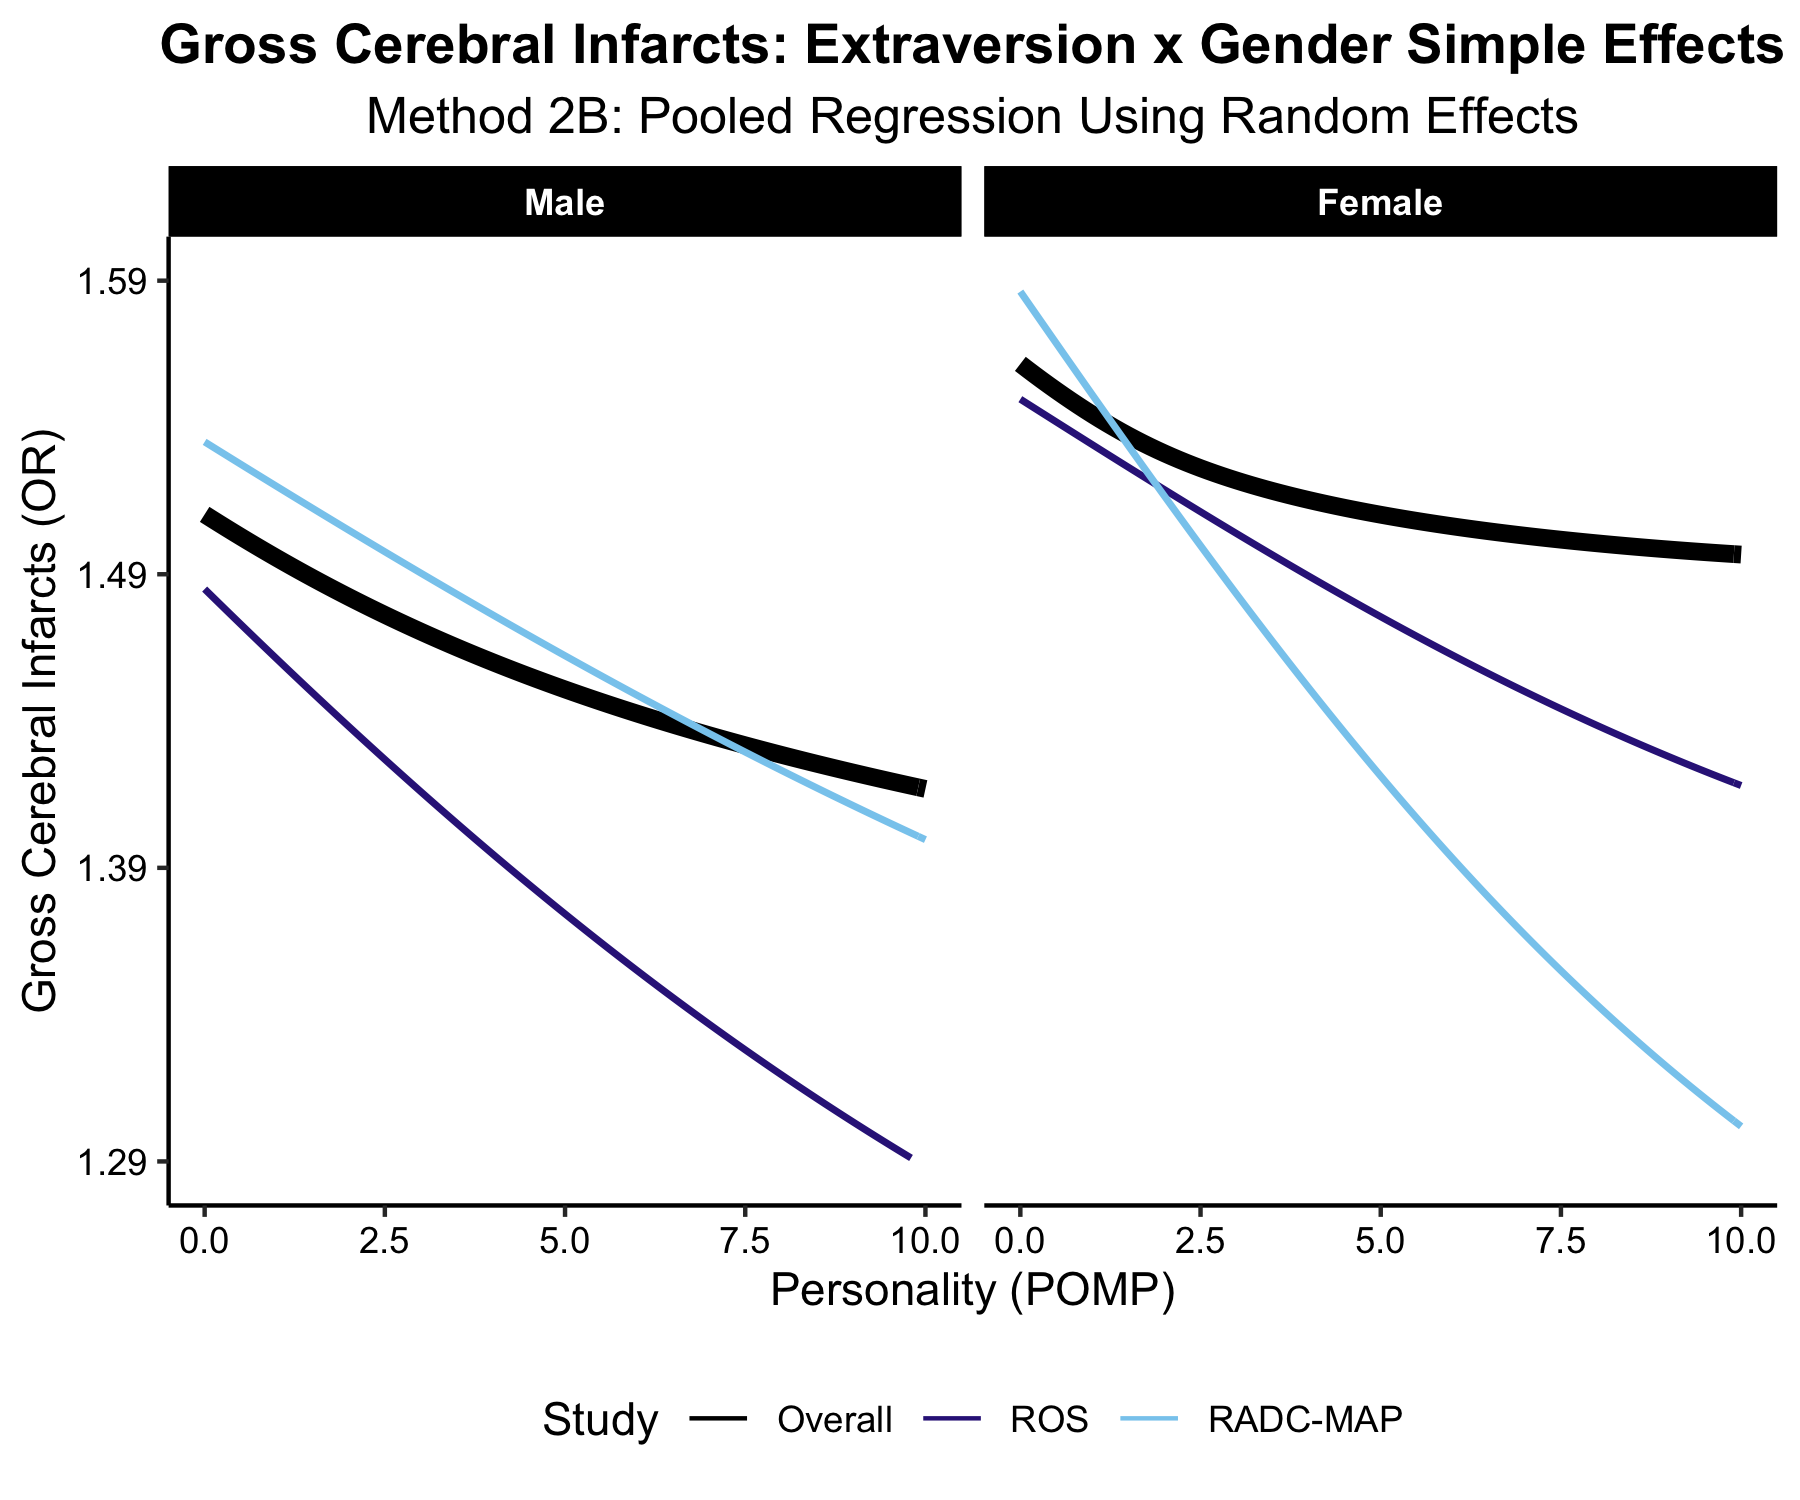 Gross Cerebral Infarcts: Extraversion x Gender Simple Effects
Method 2B: Pooled Regression Using Random Effects
Male
Female
Gross Cerebral Infarcts (OR)
1.59
1.49
1.39
1.29
0.0 2.5 5.0 7.5 10.0
0.0 2.5 5.0 7.5 10.0
Personality (POMP)
Study Overall ROS RADC-MAP